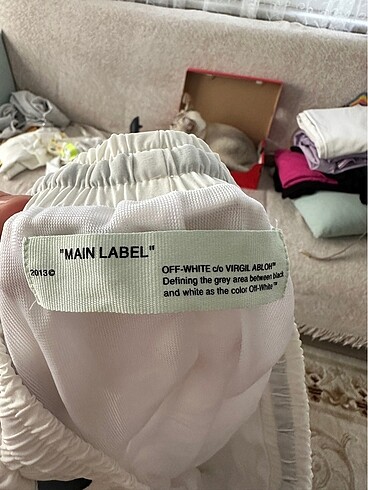 "MAIN LABEL"
2013©
OFF-WHITE c/o VIRGIL ABLOH™
Defining the grey area between black
and white as the color Off-White™